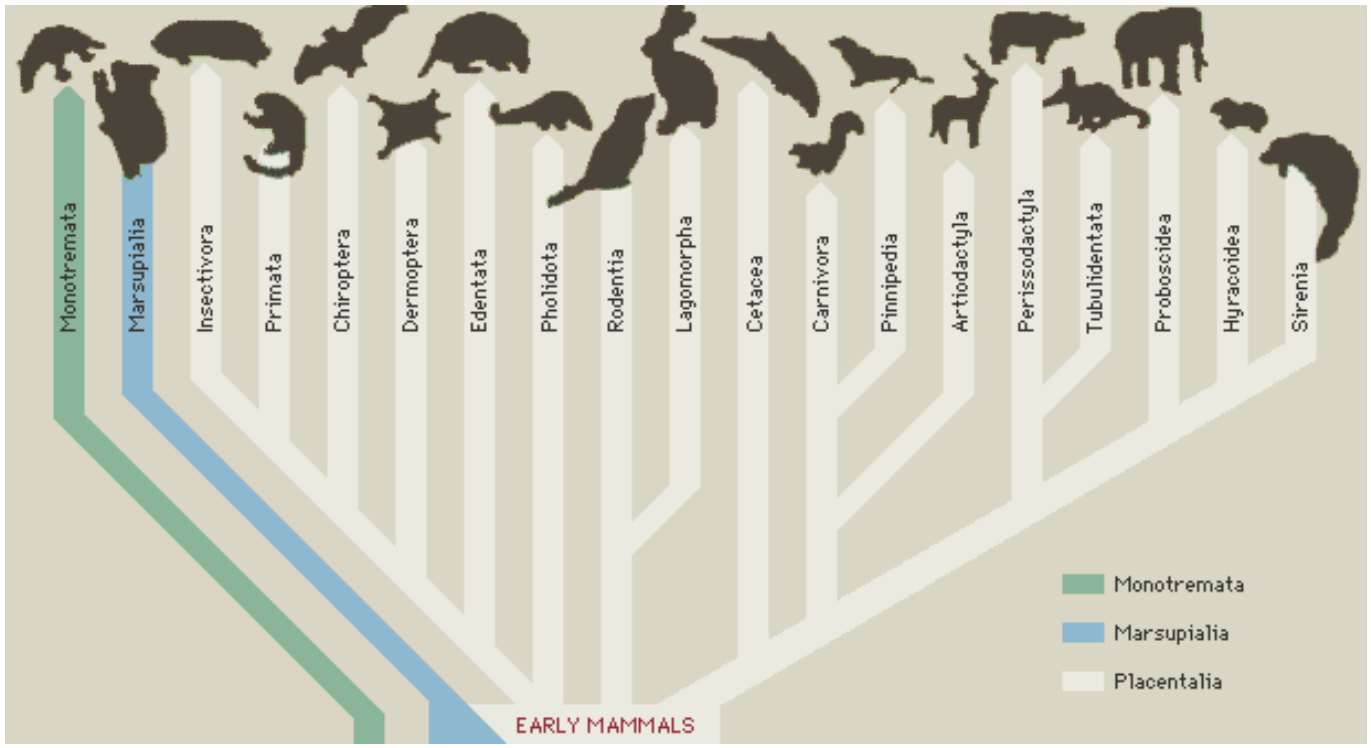 Monotremata
Marsupialia
Insectivora
Primata
Chiroptera
Dermoptera
Edentata
Pholidota
Rodentia
Lagomorpha
Cetacea
Carnivora
Pinnipedia
Artiodactyla
Perissodactyla
Tubulidentata
Proboscidea
Hyracoidea
Sirenia
Monotremata
Marsupialia
Placentalia
EARLY MAMMALS